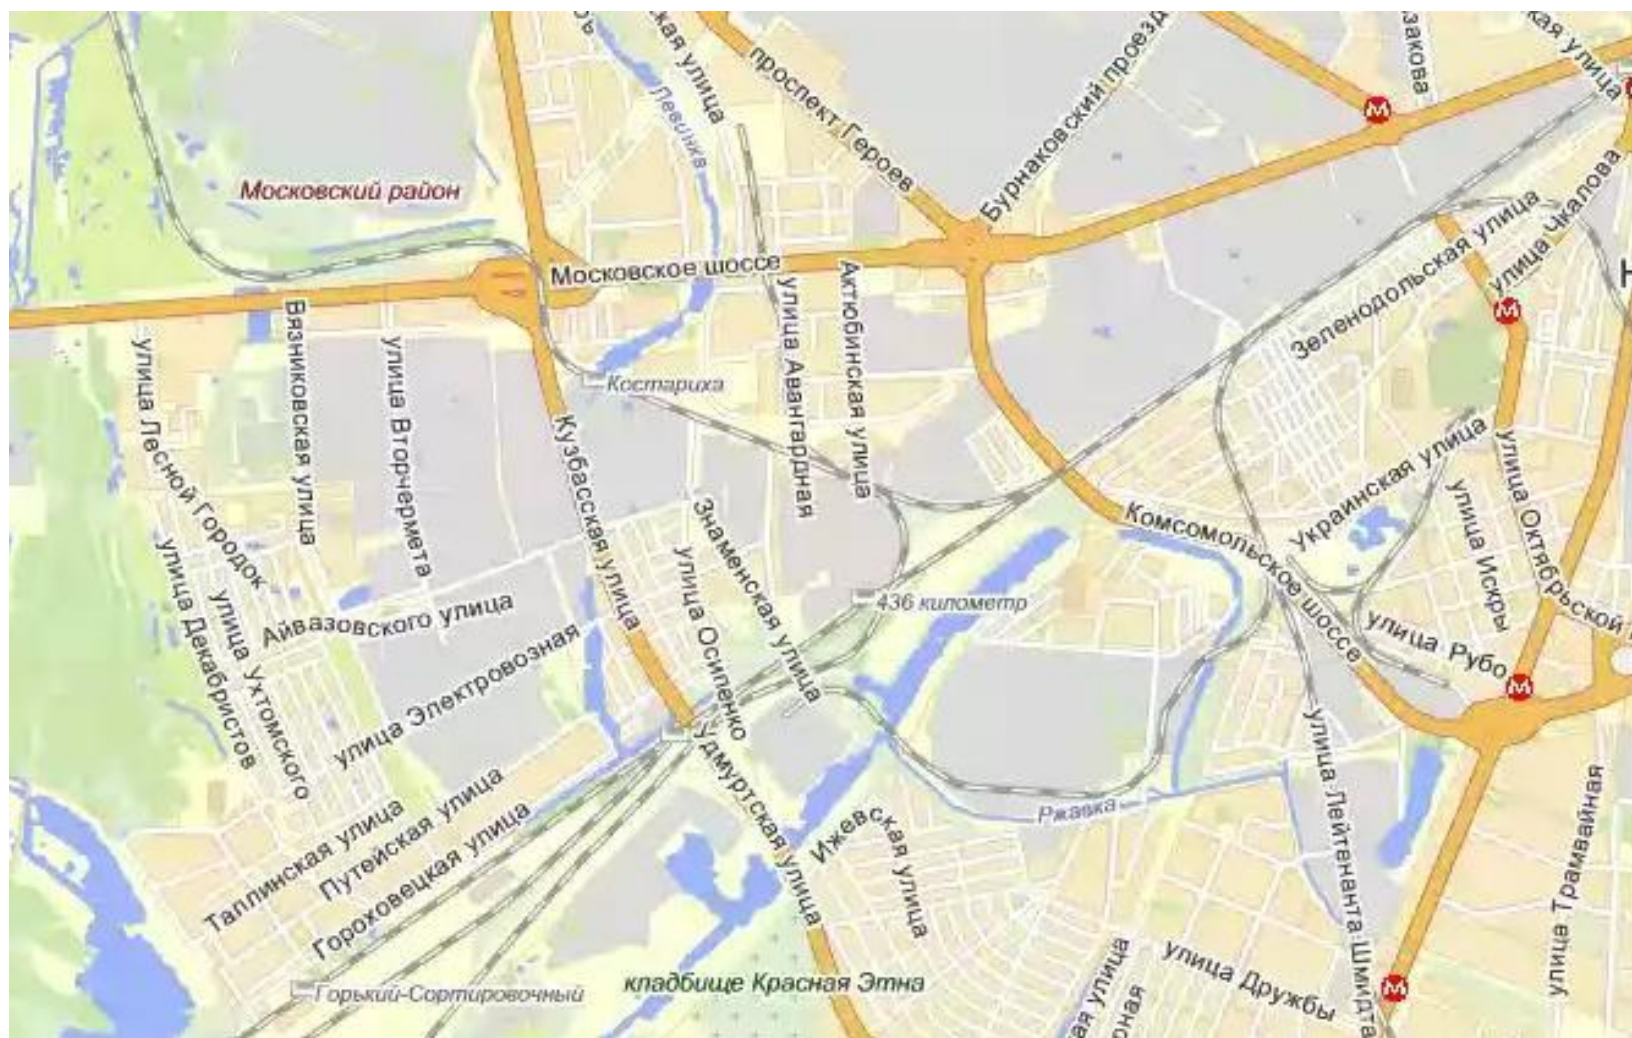 Левинка
проспект Героев
Бурнаковский проезд
Московский район
Московское шоссе
улица Чкалова
Зеленодольская улица
Вязниковская улица
улица Вторчермета
улица Лесной Городок
Костариха
улица Авангардная
Актюбинская улица
Кузбасская улица
Знаменская улица
улица Осипенко
Украинская улица
улица Искры
улица Октябрьской
Комсомольское шоссе
436 километр
улица Рубо
Айвазовского улица
улица Электровозная
улица Декабристов
улица Ухтомского
Удмуртская улица
Таллинская улица
Путейская улица
Гороховецкая улица
Ижевская улица
Ржавка
улица Лейтенанта Шмидта
улице Трамвайная
улица Дружбы
Горький-Сортировочный
кладбище Красная Этна